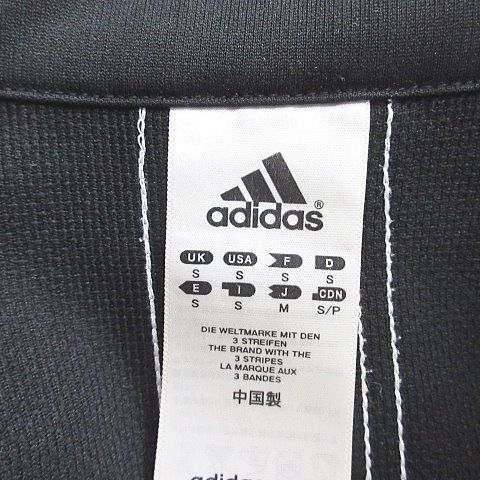 adidas®
UK USA F D
S S S S
E I J CDN
S S M S/P
DIE WELTMARKE MIT DEN
3 STREIFEN
THE BRAND WITH THE
3 STRIPES
LA MARQUE AUX
3 BANDES
中国製
adidas